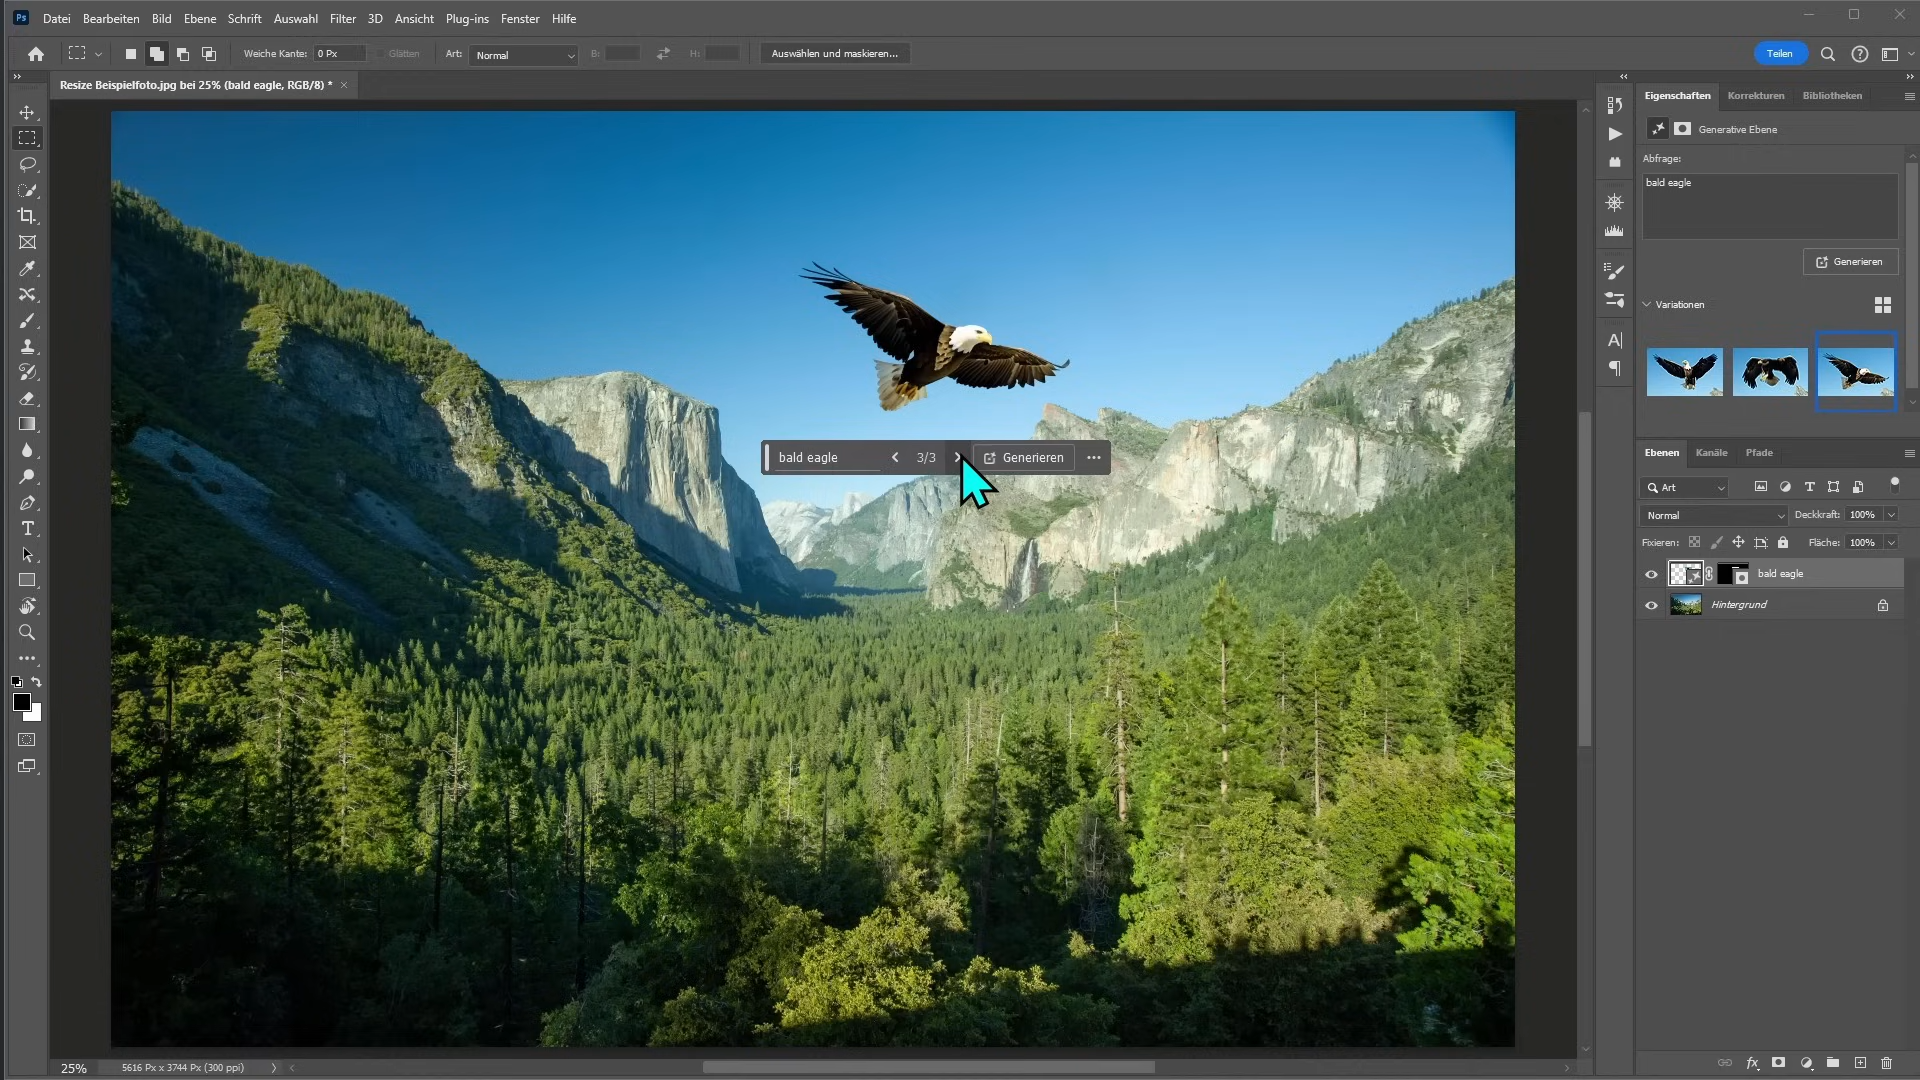 Ps Datei Bearbeiten Bild Ebene Schrift Auswahl Filter 3D Ansicht Plug-ins Fenster Hilfe
Weiche Kante: 0 Px Glätten Art: Normal B: H: Auswählen und maskieren... Teilen
Resize Beispielfoto.jpg bei 25% (bald eagle, RGB/8) *
Eigenschaften Korrekturen Bibliotheken
Generative Ebene
Abfrage:
bald eagle
Generieren
Variationen
bald eagle 3/3 Generieren
Ebenen Kanäle Pfade
Art
Normal Deckkraft: 100%
Fixieren: Fläche: 100%
bald eagle
Hintergrund
25% 5616 Px x 3744 Px (300 ppi)